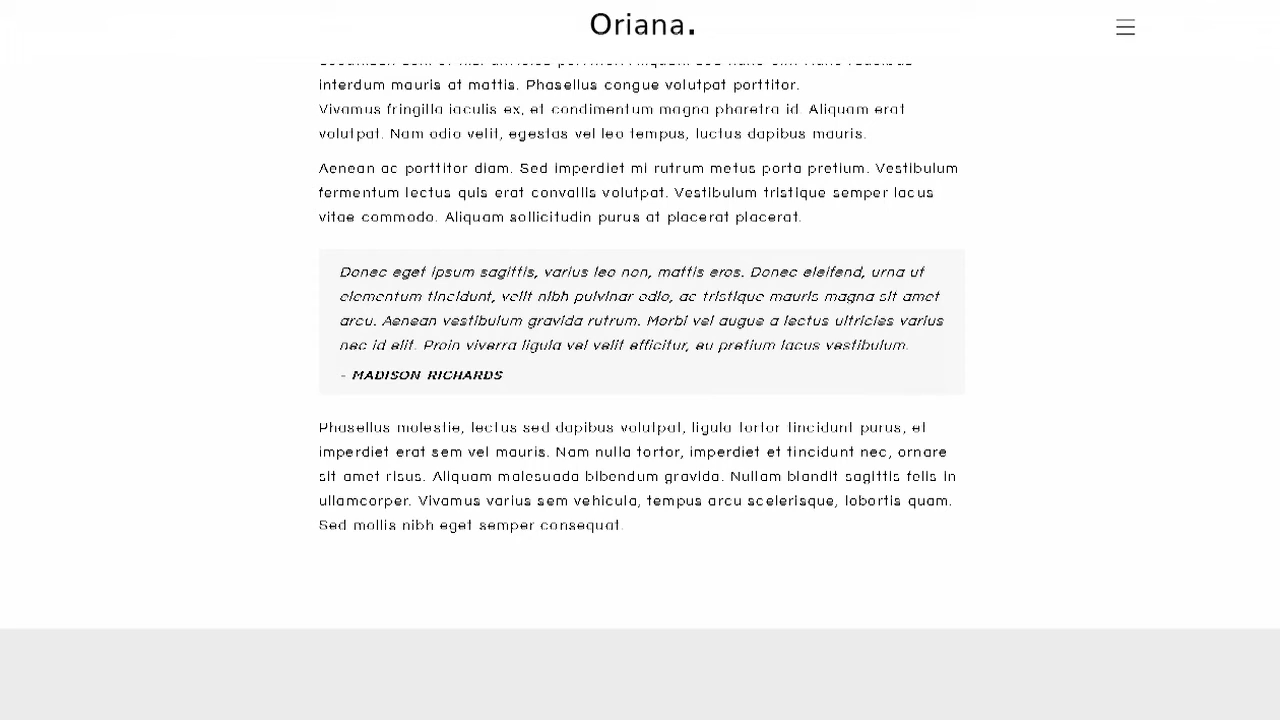 Oriana.
interdum mauris at mattis. Phasellus congue volutpat porttitor.
Vivamus fringilla iaculis ex, et condimentum magna pharetra id. Aliquam erat
volutpat. Nam odio velit, egestas vel leo tempus, luctus dapibus mauris.
Aenean ac porttitor diam. Sed imperdiet mi rutrum metus porta pretium. Vestibulum
fermentum lectus quis erat convallis volutpat. Vestibulum tristique semper lacus
vitae commodo. Aliquam sollicitudin purus at placerat placerat.
Donec eget ipsum sagittis, varius leo non, mattis eros. Donec eleifend, urna ut
elementum tincidunt, velit nibh pulvinar odio, ac tristique mauris magna sit amet
arcu. Aenean vestibulum gravida rutrum. Morbi vel augue a lectus ultricies varius
nec id elit. Proin viverra ligula vel velit efficitur, eu pretium lacus vestibulum.
- MADISON RICHARDS
Phasellus molestie, lectus sed dapibus volutpat, ligula tortor tincidunt purus, et
imperdiet erat sem vel mauris. Nam nulla tortor, imperdiet et tincidunt nec, ornare
sit amet risus. Aliquam malesuada bibendum gravida. Nullam blandit sagittis felis in
ullamcorper. Vivamus varius sem vehicula, tempus arcu scelerisque, lobortis quam.
Sed mollis nibh eget semper consequat.